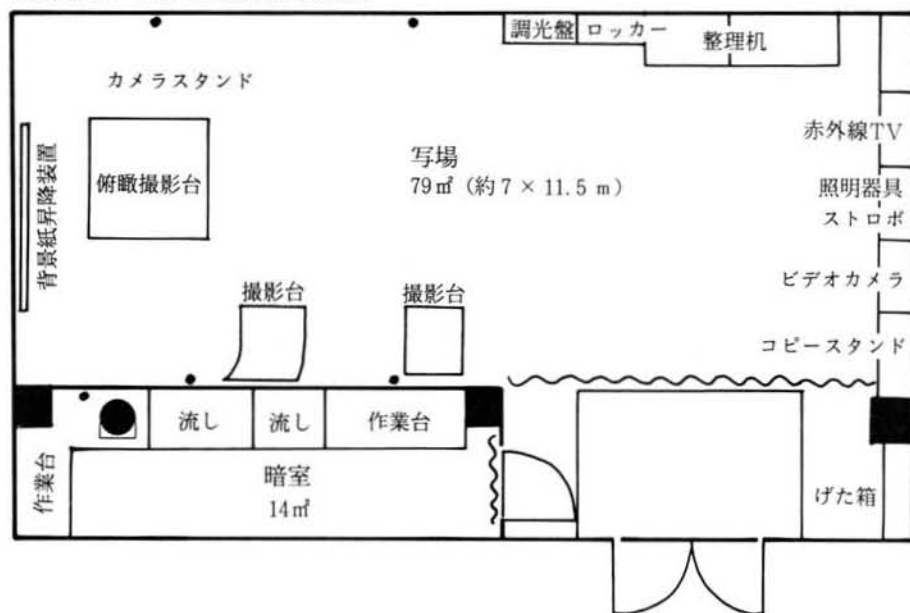 調光盤
ロッカー
整理机
カメラスタンド
背景紙昇降装置
俯瞰撮影台
写場
79㎡(約7×11.5m)
赤外線TV
照明器具
ストロボ
ビデオカメラ
コピースタンド
撮影台
撮影台
流し
流し
作業台
作業台
暗室
14㎡
げた箱